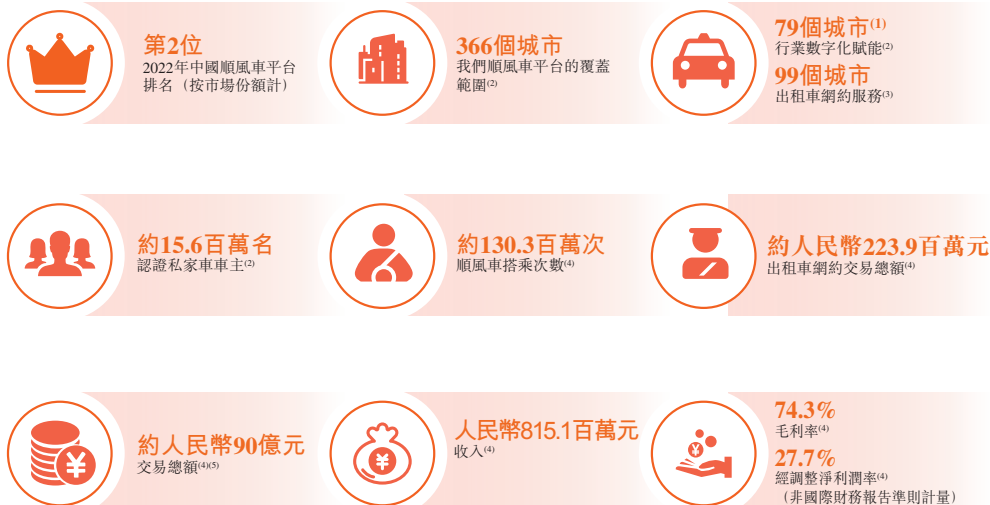 第2位
2022年中國順風車平台
排名（按市場份額計）
366個城市
我們順風車平台的覆蓋
範圍(2)
79個城市(1)
行業數字化賦能(2)
99個城市
出租車網約服務(3)
約15.6百萬名
認證私家車車主(2)
約130.3百萬次
順風車搭乘次數(4)
約人民幣223.9百萬元
出租車網約交易總額(4)
約人民幣90億元
交易總額(4)(5)
人民幣815.1百萬元
收入(4)
74.3%
毛利率(4)
27.7%
經調整淨利潤率(4)
（非國際財務報告準則計量）